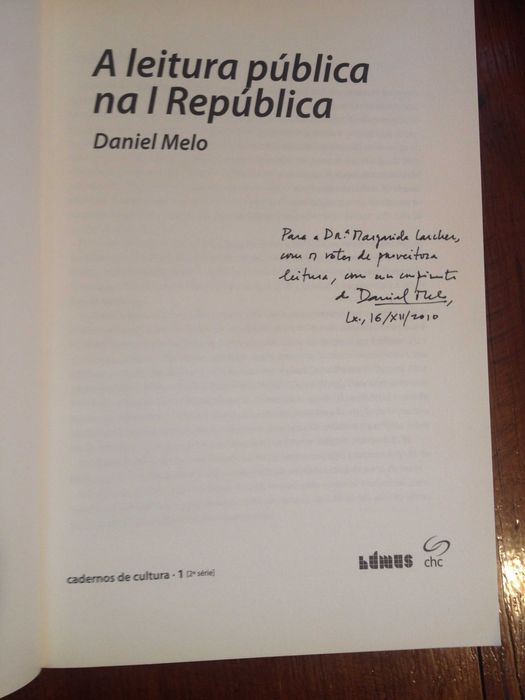 A leitura pública
na I República
Daniel Melo
Para a Dr.ª Margarida Larcher,
com os votos de proveitosa
leitura, com um cumprimento
de Daniel Melo,
Lx., 16/XII/2010
cadernos de cultura · 1 [2ª série]
húmus
chc